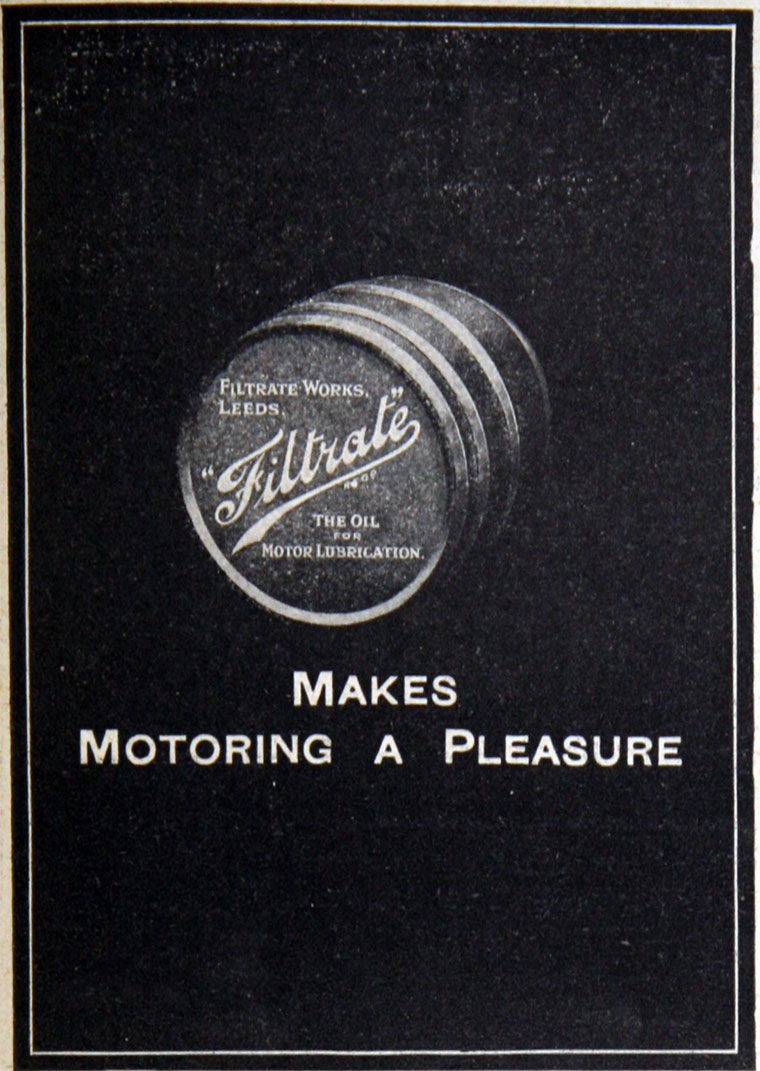 FILTRATE WORKS,
LEEDS.
"Filtrate"
THE OIL
FOR
MOTOR LUBRICATION.
MAKES
MOTORING A PLEASURE